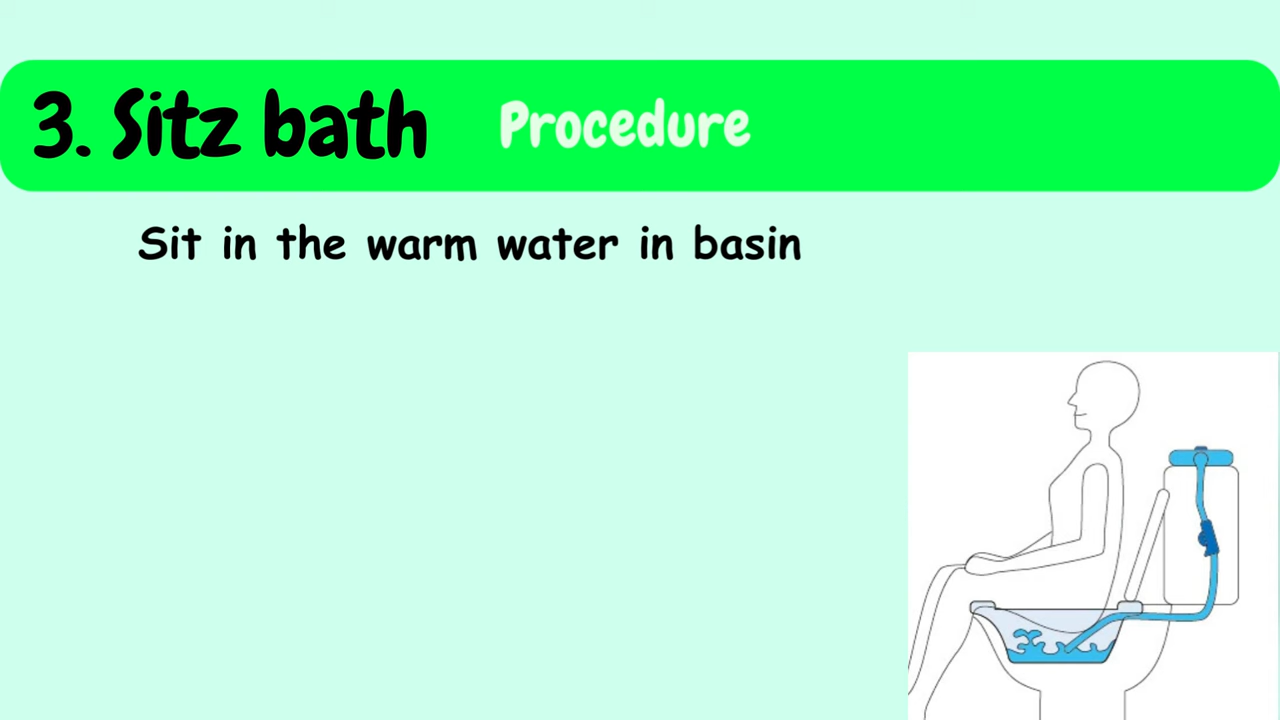 3. Sitz bath Procedure
Sit in the warm water in basin